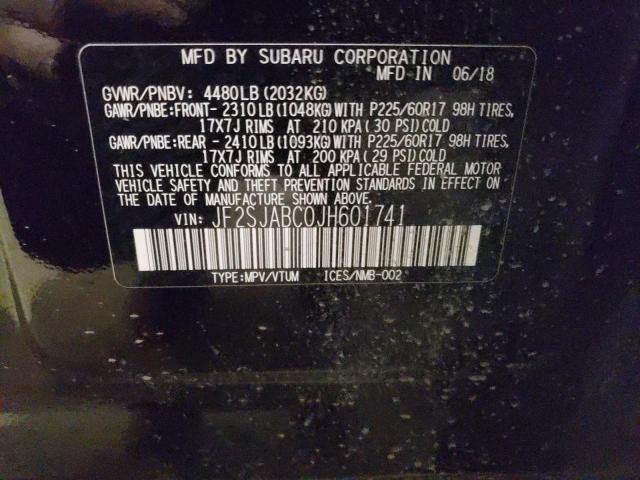 MFD BY SUBARU CORPORATION
MFD IN 06/18
GVWR/PNBV: 4480LB (2032KG)
GAWR/PNBE:FRONT- 2310LB (1048KG)WITH P225/60R17 98H TIRES,
17X7J RIMS AT 210 KPA( 30 PSI)COLD
GAWR/PNBE:REAR - 2410LB (1093KG)WITH P225/60R17 98H TIRES,
17X7J RIMS AT 200 KPA( 29 PSI)COLD
THIS VEHICLE CONFORMS TO ALL APPLICABLE FEDERAL MOTOR
VEHICLE SAFETY AND THEFT PREVENTION STANDARDS IN EFFECT ON
THE DATE OF MANUFACTURE SHOWN ABOVE.
VIN: JF2SJABC0JH601741
TYPE:MPV/VTUM ICES/NMB-002